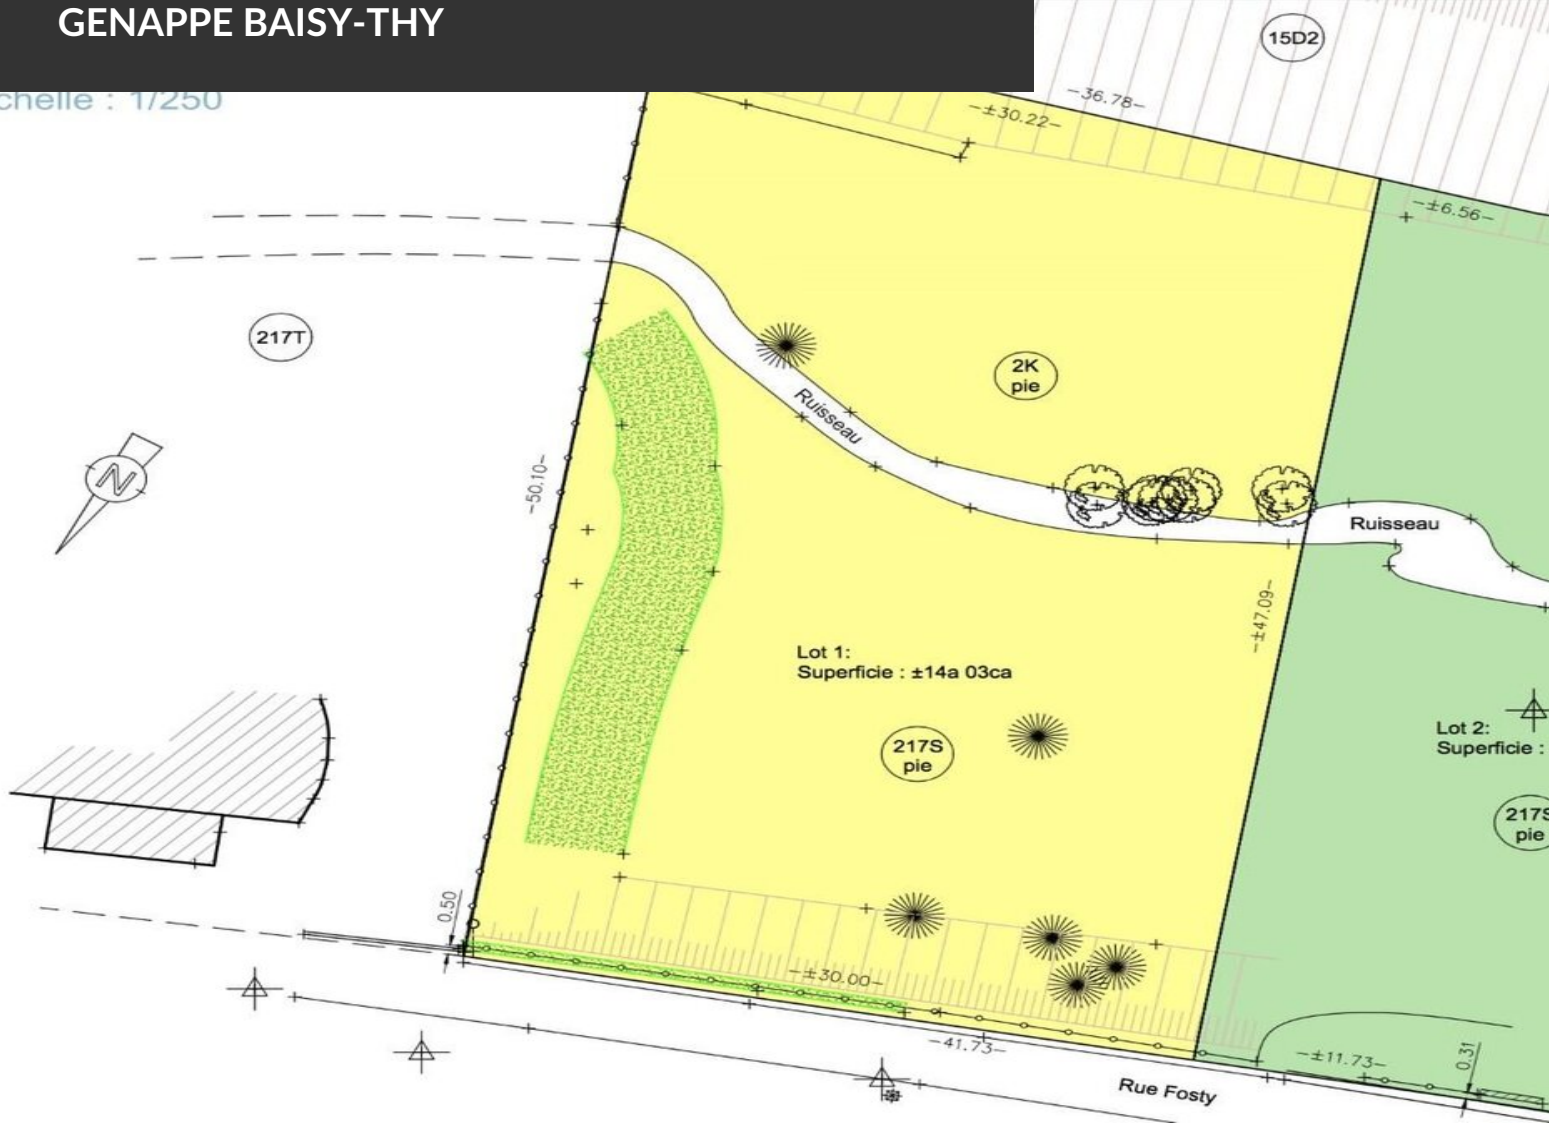 GENAPPE BAISY-THY
chelle : 1/250
15D2
-36.78-
-±30.22-
-±6.56-
217T
2K
pie
Ruisseau
Ruisseau
N
-50.10-
-±47.09-
Lot 1:
Superficie : ±14a 03ca
217S
pie
Lot 2:
Superficie :
217S
pie
0.50
-±30.00-
-41.73-
-±11.73-
0.31
Rue Fosty